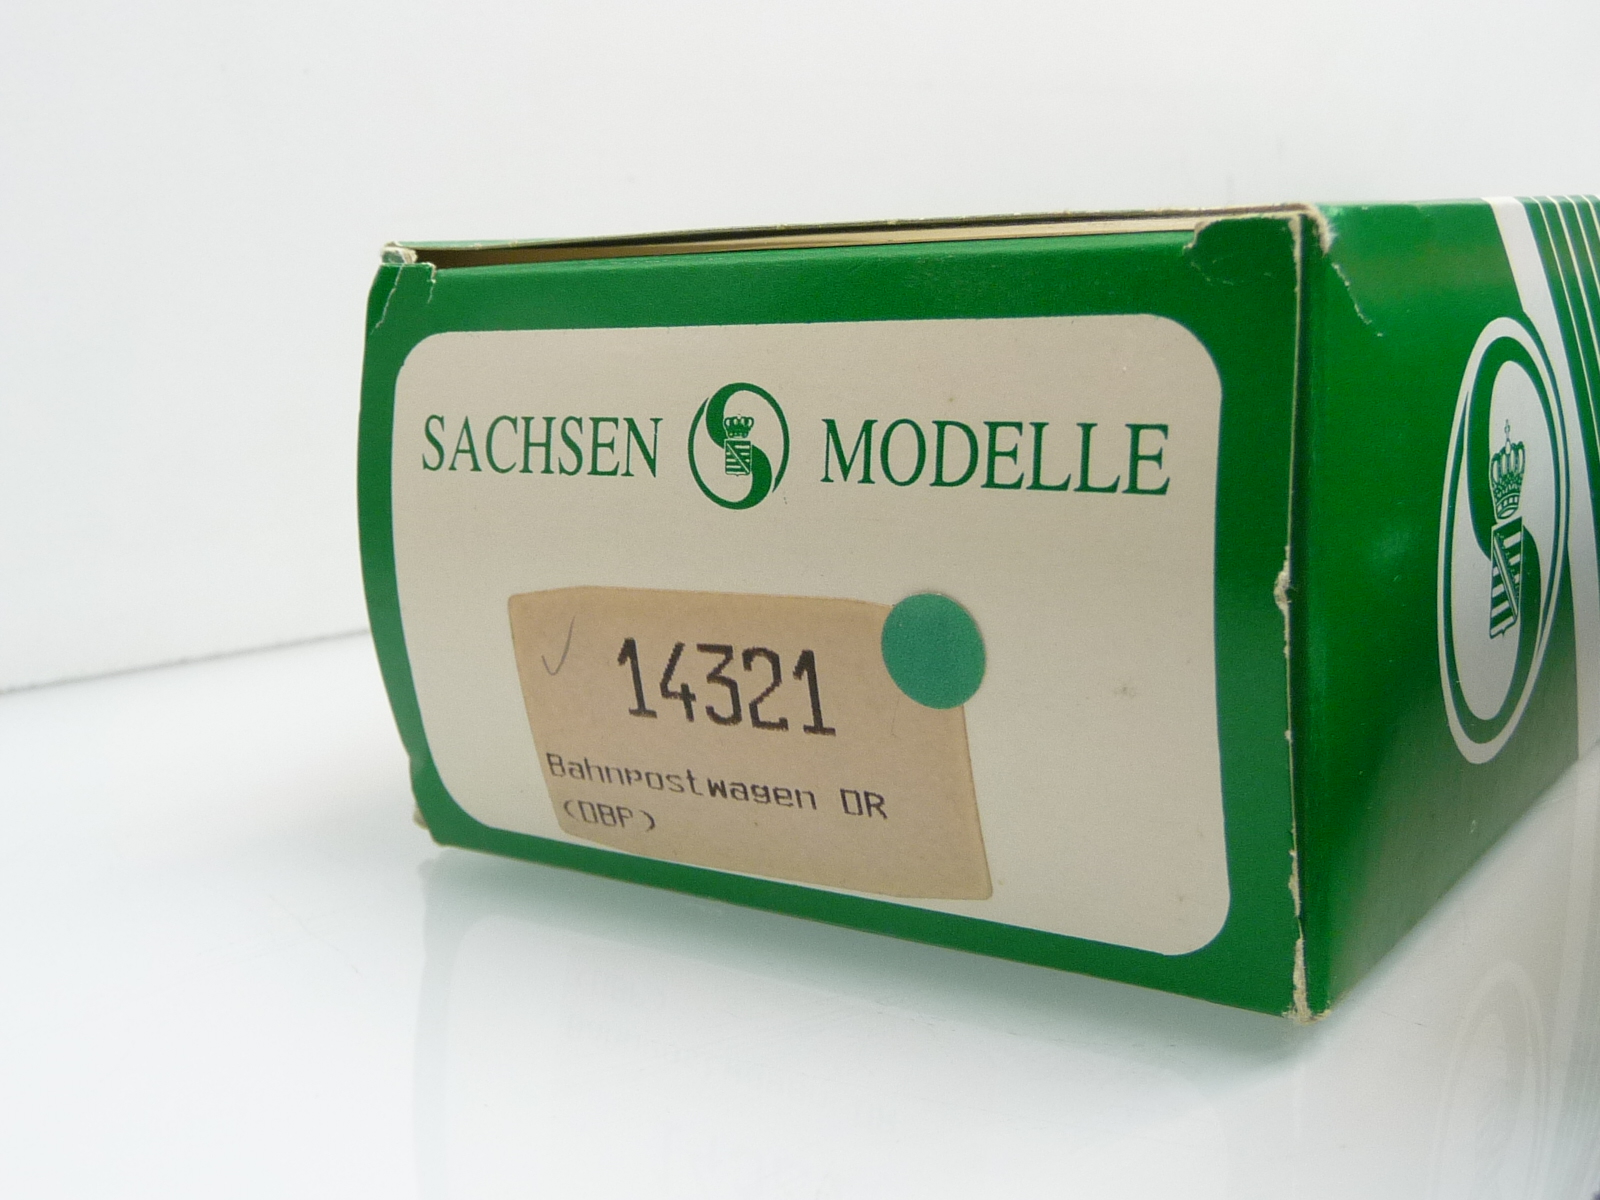 SACHSEN MODELLE
14321
Bahnpostwagen DR
(DBP)